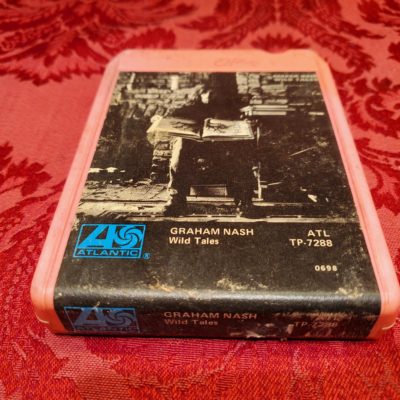 GRAHAM NASH
Wild Tales
ATL
TP-7288
0698
ATLANTIC®
GRAHAM NASH
Wild Tales
TP-7288